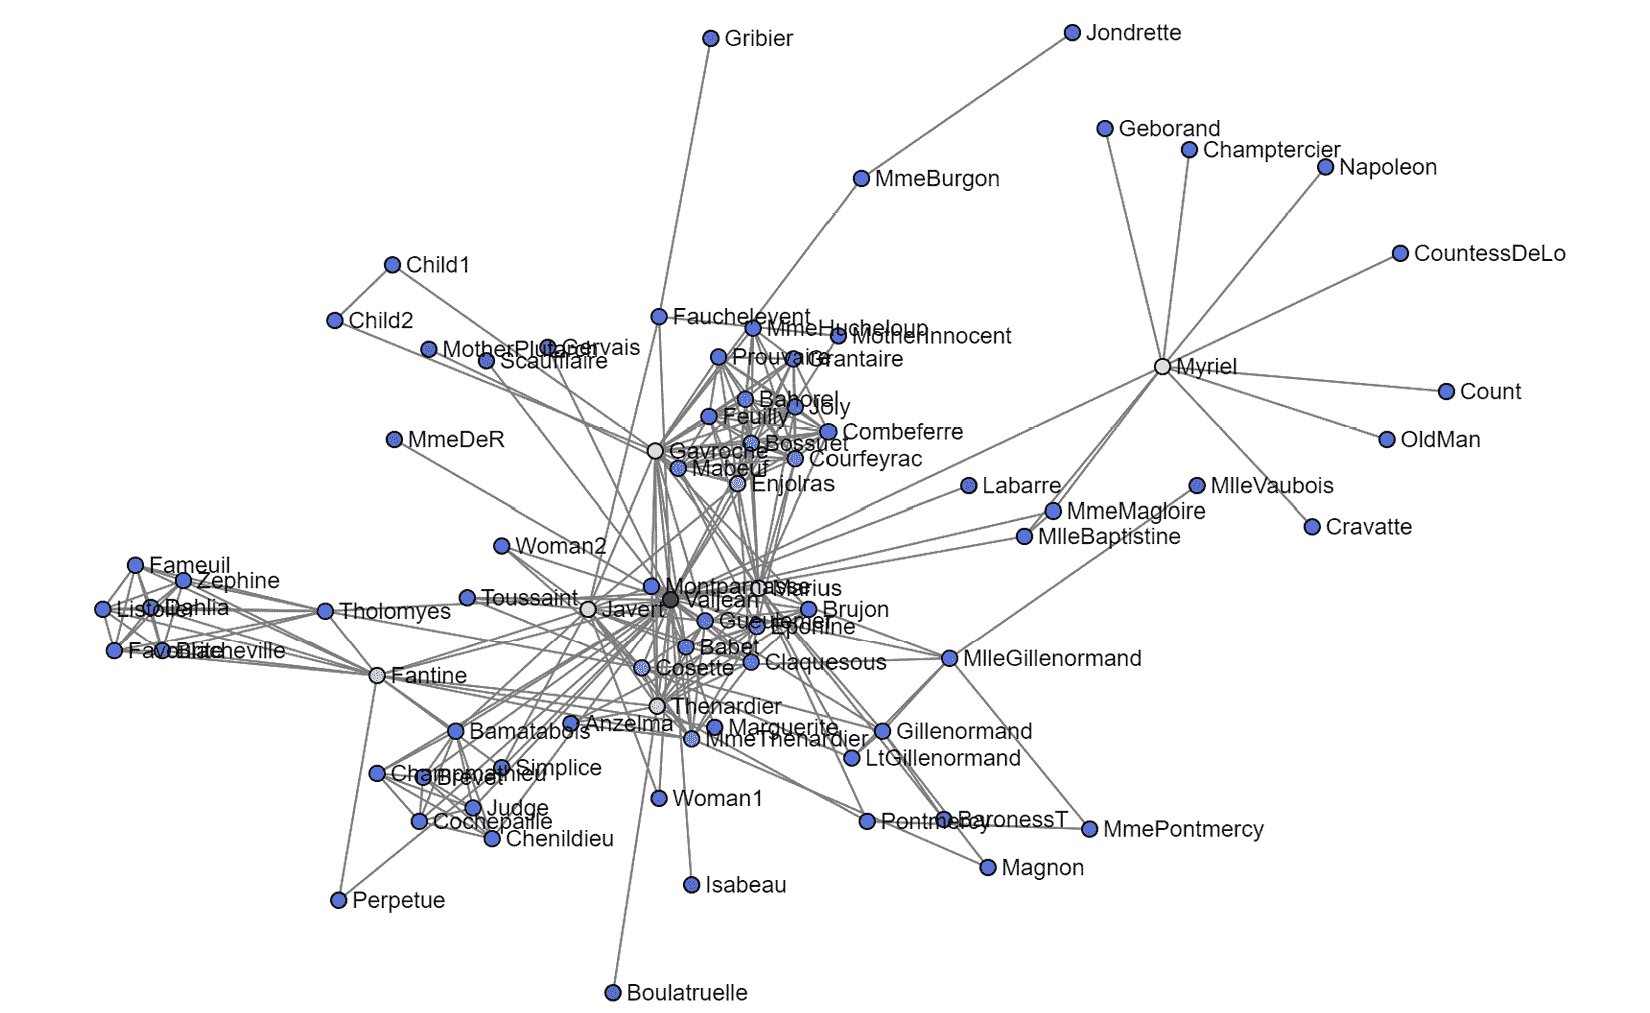 Gribier
Jondrette
Geborand
Champtercier
Napoleon
MmeBurgon
CountessDeLo
Child1
Child2
Fauchelevent
MmeHucheloup
MotherInnocent
MotherPlutarch
Gervais
Scaufflaire
Prouvaire
Grantaire
Myriel
Count
Bahorel
Joly
Feuilly
Combeferre
MmeDeR
Bossuet
OldMan
Gavroche
Courfeyrac
Mabeuf
Enjolras
Labarre
MlleVaubois
MmeMagloire
Cravatte
MlleBaptistine
Woman2
Fameuil
Zephine
Montparnasse
Marius
Toussaint
Valjean
Listolier
Dahlia
Tholomyes
Javert
Brujon
Gueulemer
Eponine
Favourite
Blacheville
Babet
MlleGillenormand
Claquesous
Cosette
Fantine
Thenardier
Anzelma
Marguerite
Bamatabois
MmeThenardier
Gillenormand
LtGillenormand
Simplice
Champmathieu
Brevet
Woman1
Judge
Cochepaille
Pontmercy
BaronessT
MmePontmercy
Chenildieu
Magnon
Isabeau
Perpetue
Boulatruelle